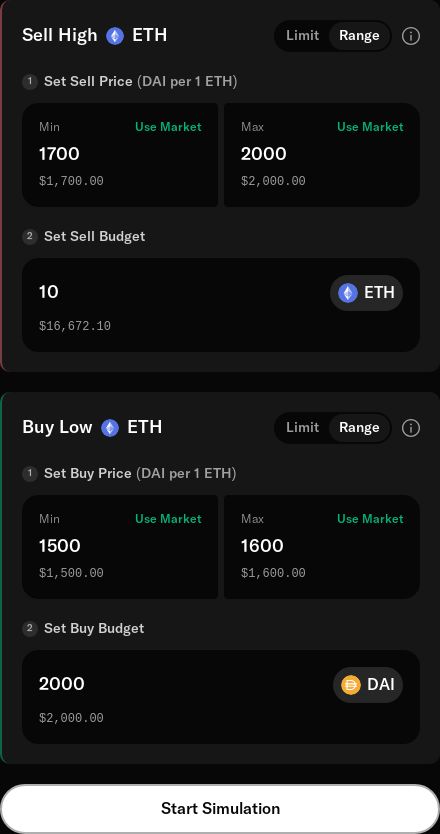 Sell High ETH Limit Range
1 Set Sell Price (DAI per 1 ETH)
Min Use Market Max Use Market
1700 2000
$1,700.00 $2,000.00
2 Set Sell Budget
10 ETH
$16,672.10
Buy Low ETH Limit Range
1 Set Buy Price (DAI per 1 ETH)
Min Use Market Max Use Market
1500 1600
$1,500.00 $1,600.00
2 Set Buy Budget
2000 DAI
$2,000.00
Start Simulation